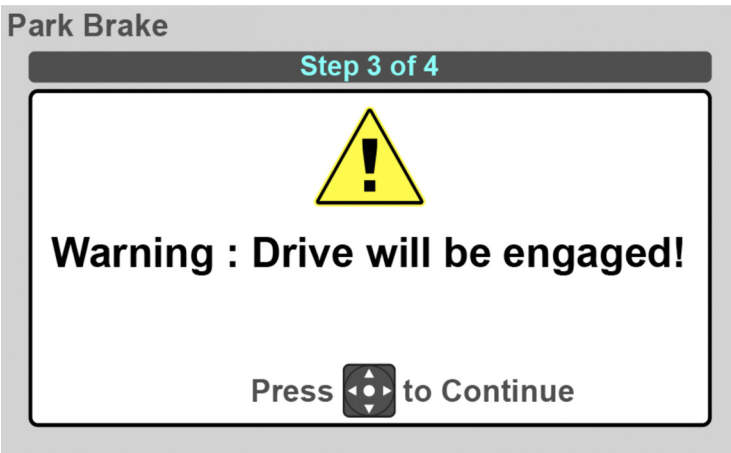 Park Brake
Step 3 of 4
!
Warning : Drive will be engaged!
Press to Continue